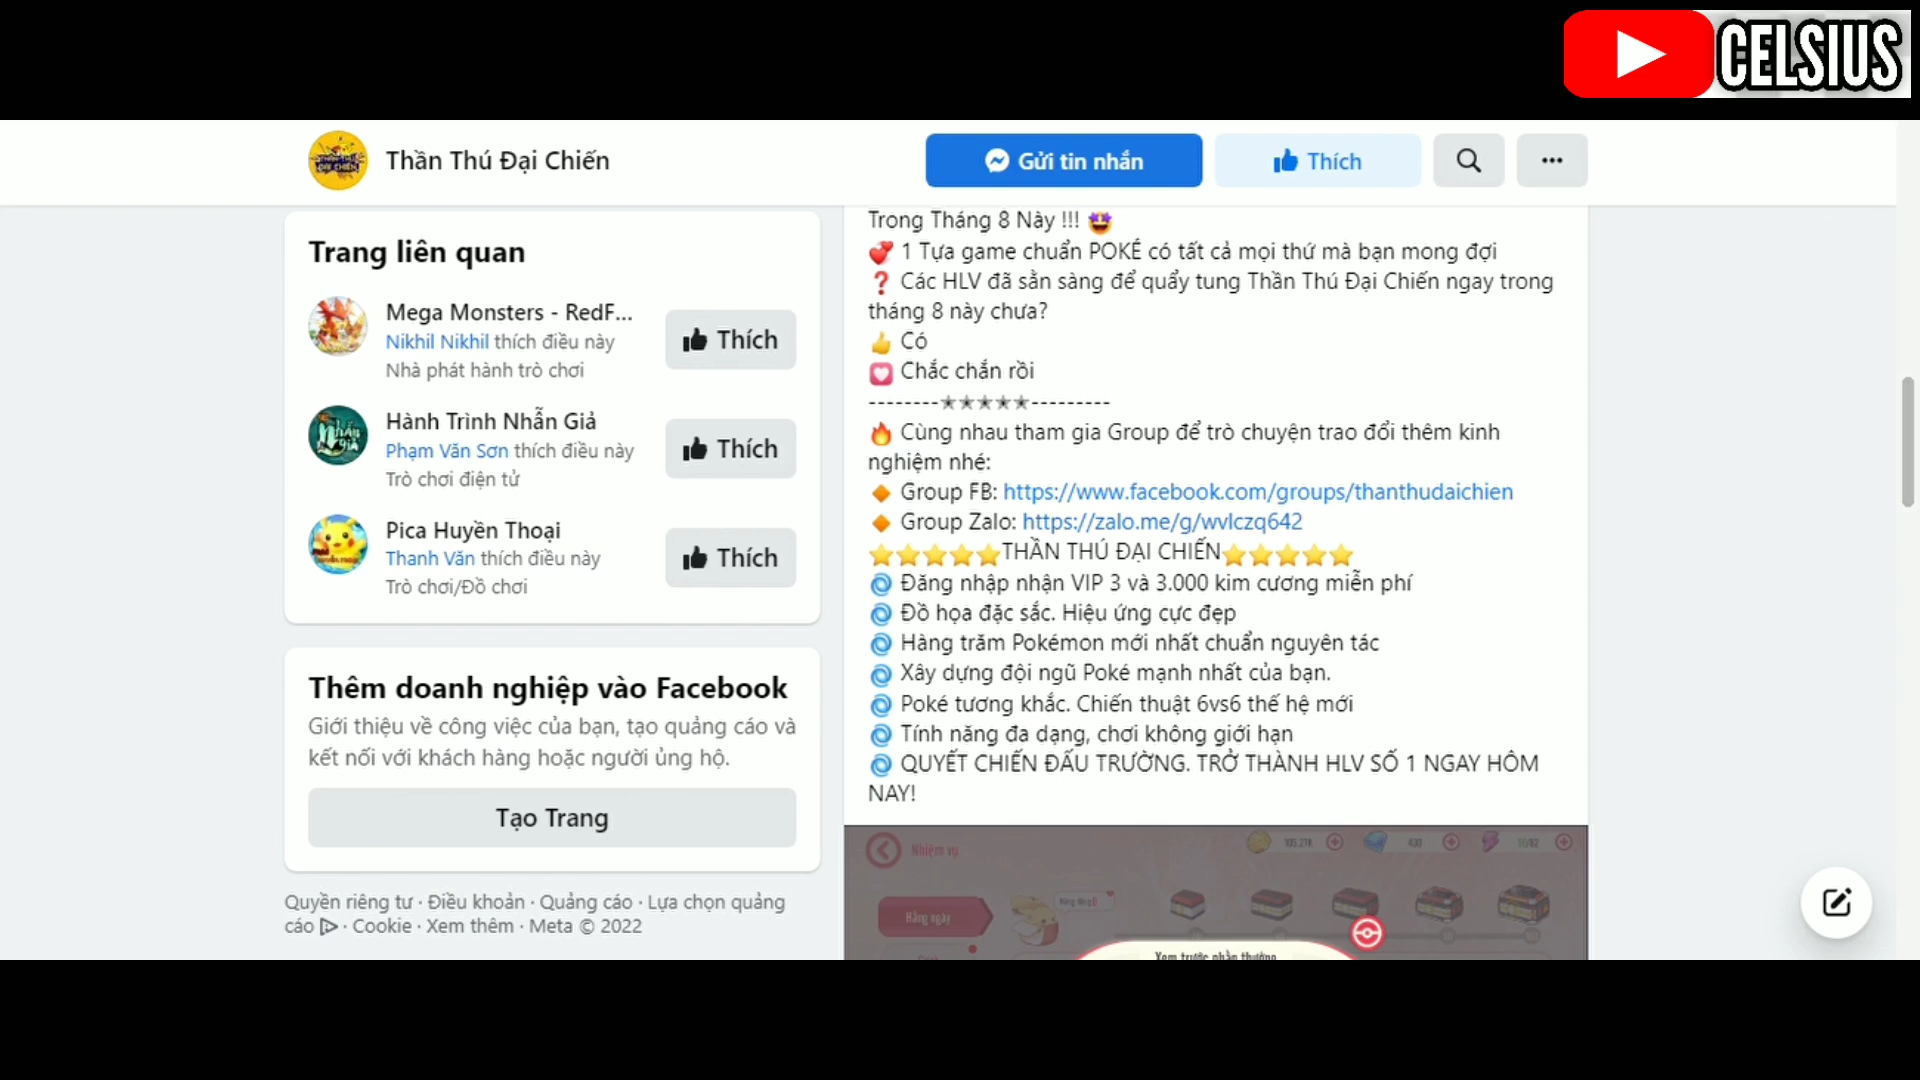 CELSIUS
Thần Thú Đại Chiến
Gửi tin nhắn
Thích
Trang liên quan
Mega Monsters - RedF...
Nikhil Nikhil thích điều này
Nhà phát hành trò chơi
Thích
Hành Trình Nhẫn Giả
Phạm Văn Sơn thích điều này
Trò chơi điện tử
Thích
Pica Huyền Thoại
Thanh Văn thích điều này
Trò chơi/Đồ chơi
Thích
Thêm doanh nghiệp vào Facebook
Giới thiệu về công việc của bạn, tạo quảng cáo và
kết nối với khách hàng hoặc người ủng hộ.
Tạo Trang
Quyền riêng tư · Điều khoản · Quảng cáo · Lựa chọn quảng
cáo · Cookie · Xem thêm · Meta © 2022
Trong Tháng 8 Này !!! 🤩
💞 1 Tựa game chuẩn POKÉ có tất cả mọi thứ mà bạn mong đợi
❓ Các HLV đã sẵn sàng để quẩy tung Thần Thú Đại Chiến ngay trong
tháng 8 này chưa?
👍 Có
💟 Chắc chắn rồi
--------★★★★★---------
🔥 Cùng nhau tham gia Group để trò chuyện trao đổi thêm kinh
nghiệm nhé:
🔸 Group FB: https://www.facebook.com/groups/thanthudaichien
🔸 Group Zalo: https://zalo.me/g/wvlczq642
⭐⭐⭐⭐⭐THẦN THÚ ĐẠI CHIẾN⭐⭐⭐⭐⭐
🌀 Đăng nhập nhận VIP 3 và 3.000 kim cương miễn phí
🌀 Đồ họa đặc sắc. Hiệu ứng cực đẹp
🌀 Hàng trăm Pokémon mới nhất chuẩn nguyên tác
🌀 Xây dựng đội ngũ Poké mạnh nhất của bạn.
🌀 Poké tương khắc. Chiến thuật 6vs6 thế hệ mới
🌀 Tính năng đa dạng, chơi không giới hạn
🌀 QUYẾT CHIẾN ĐẤU TRƯỜNG. TRỞ THÀNH HLV SỐ 1 NGAY HÔM
NAY!
Nhiệm vụ
105.27K
430
Hằng ngày
Xem trước phần thưởng